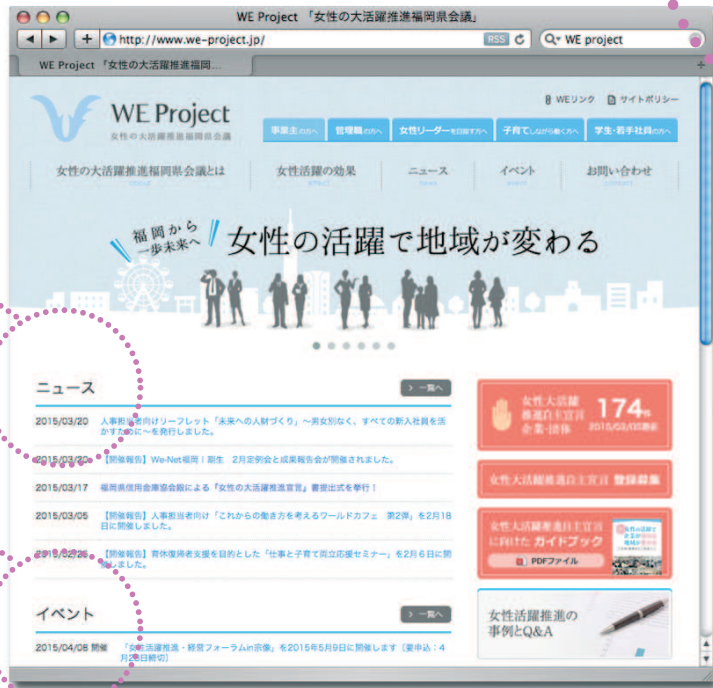 WE Project 「女性の大活躍推進福岡県会議」
http://www.we-project.jp/
RSS
WE project
WE Project 「女性の大活躍推進福岡...
WEリンク サイトポリシー
WE Project
女性の大活躍推進福岡県会議
事業主の方へ 管理職の方へ 女性リーダーを目指す方へ 子育てしながら働く方へ 学生・若手社員の方へ
女性の大活躍推進福岡県会議とは 女性活躍の効果 ニュース イベント お問い合わせ
福岡から
一歩未来へ
女性の活躍で地域が変わる
ニュース
> 一覧へ
2015/03/20 人事担当者向けリーフレット「未来への人財づくり」～男女別なく、すべての新入社員を活
かすために～を発行しました。
2015/03/20 【開催報告】We-Net福岡Ⅰ期生 2月定例会と成果報告会が開催されました。
2015/03/17 福岡県信用金庫協会殿による『女性の大活躍推進宣言』書提出式を挙行！
2015/03/05 【開催報告】人事担当者向け「これからの働き方を考えるワールドカフェ 第2弾」を2月18
日に開催しました。
2015/02/25 【開催報告】育休復帰者支援を目的とした「仕事と子育て両立応援セミナー」を2月6日に開
催しました。
イベント
> 一覧へ
2015/04/08 開催 「女性活躍推進・経営フォーラムin宗像」を2015年5月9日に開催します〔要申込：4
月28日締切〕
女性大活躍
推進自主宣言
企業・団体
174件
女性大活躍推進自主宣言 登録募集
女性大活躍推進自主宣言
に向けた ガイドブック
PDFファイル
女性活躍推進の
事例とQ&A